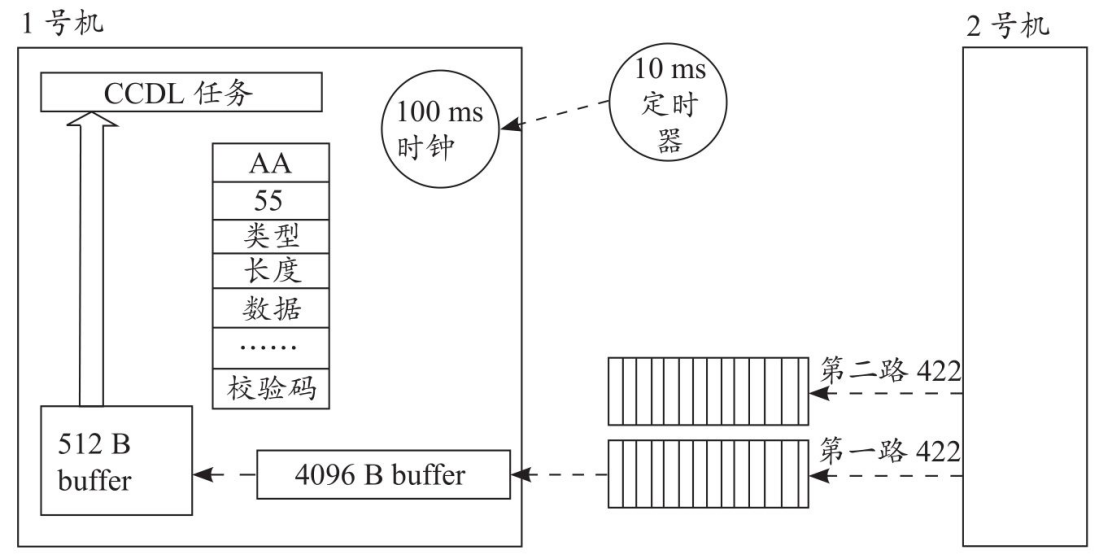 1 号机
2 号机
CCDL 任务
100 ms
时钟
10 ms
定时
器
AA
55
类型
长度
数据
……
校验码
512 B
buffer
4096 B buffer
第二路 422
第一路 422